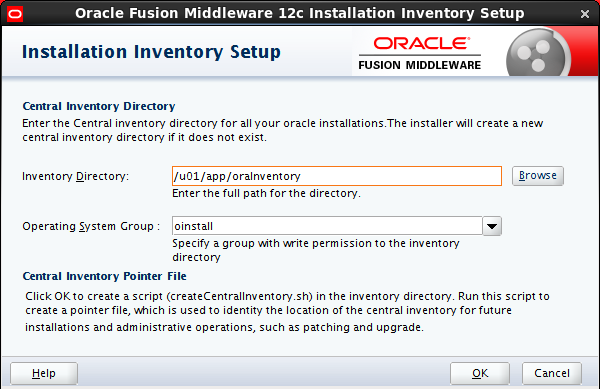 Oracle Fusion Middleware 12c Installation Inventory Setup
Installation Inventory Setup
ORACLE
FUSION MIDDLEWARE
Central Inventory Directory
Enter the Central inventory directory for all your oracle installations.The installer will create a new
central inventory directory if it does not exist.
Inventory Directory:
/u01/app/oraInventory
Browse
Enter the full path for the directory.
Operating System Group :
oinstall
Specify a group with write permission to the inventory
directory
Central Inventory Pointer File
Click OK to create a script (createCentralInventory.sh) in the inventory directory. Run this script to
create a pointer file, which is used to identity the location of the central inventory for future
installations and administrative operations, such as patching and upgrade.
Help
OK
Cancel